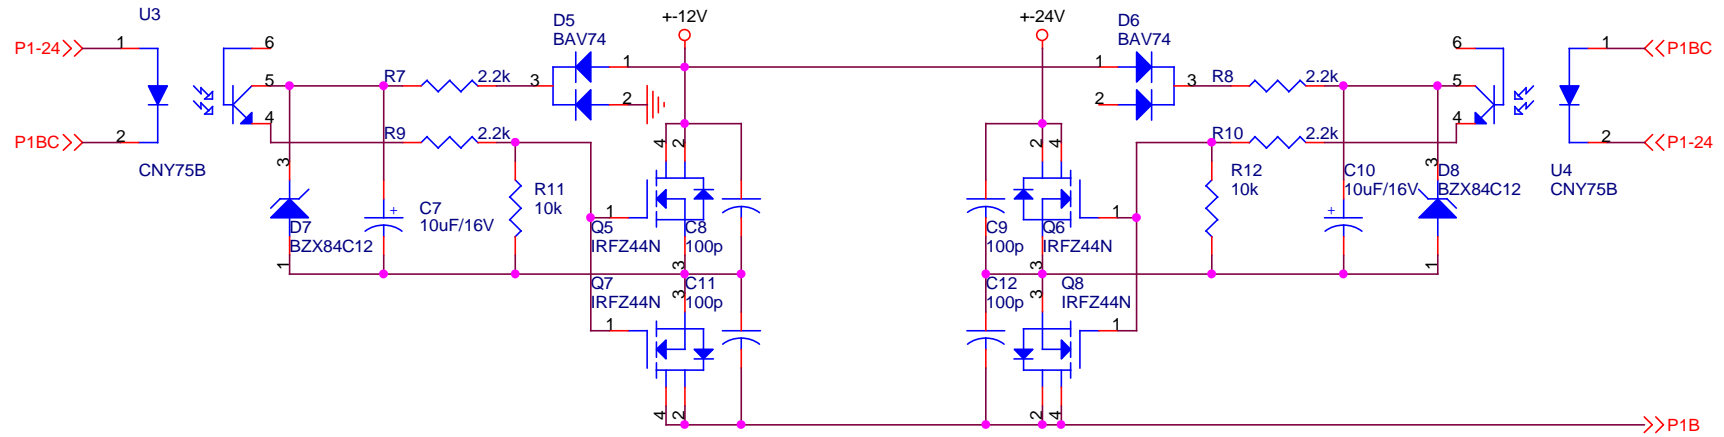 U3
P1-24
1
6
P1BC
2
CNY75B
5
4
R7
2.2k
R9
2.2k
3
D5
BAV74
1
2
+-12V
3
D7
BZX84C12
1
+
C7
10uF/16V
R11
10k
4
2
1
Q5
IRFZ44N
C8
100p
3
Q7
IRFZ44N
C11
100p
3
1
4
2
+-24V
D6
BAV74
1
2
3
R8
2.2k
R10
2.2k
6
5
4
1
P1BC
2
P1-24
U4
CNY75B
R12
10k
C10
10uF/16V
+
3
D8
BZX84C12
1
2
4
1
C9
100p
Q6
IRFZ44N
3
C12
100p
Q8
IRFZ44N
3
1
2
4
P1B